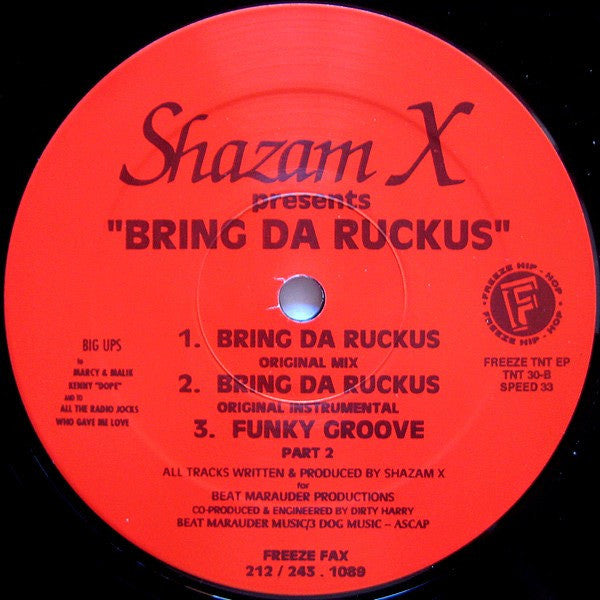 Shazam X
presents
"BRING DA RUCKUS"
· FREEZE HIP - HOP ·
F
FREEZE HIP - HOP
1. BRING DA RUCKUS
ORIGINAL MIX
2. BRING DA RUCKUS
ORIGINAL INSTRUMENTAL
3. FUNKY GROOVE
PART 2
BIG UPS
to
MARCY & MALIK
KENNY "DOPE"
AND TO
ALL THE RADIO JOCKS
WHO GAVE ME LOVE
FREEZE TNT EP
TNT 30-B
SPEED 33
ALL TRACKS WRITTEN & PRODUCED BY SHAZAM X
for
BEAT MARAUDER PRODUCTIONS
CO-PRODUCED & ENGINEERED BY DIRTY HARRY
BEAT MARAUDER MUSIC/3 DOG MUSIC – ASCAP
FREEZE FAX
212 / 243 . 1089